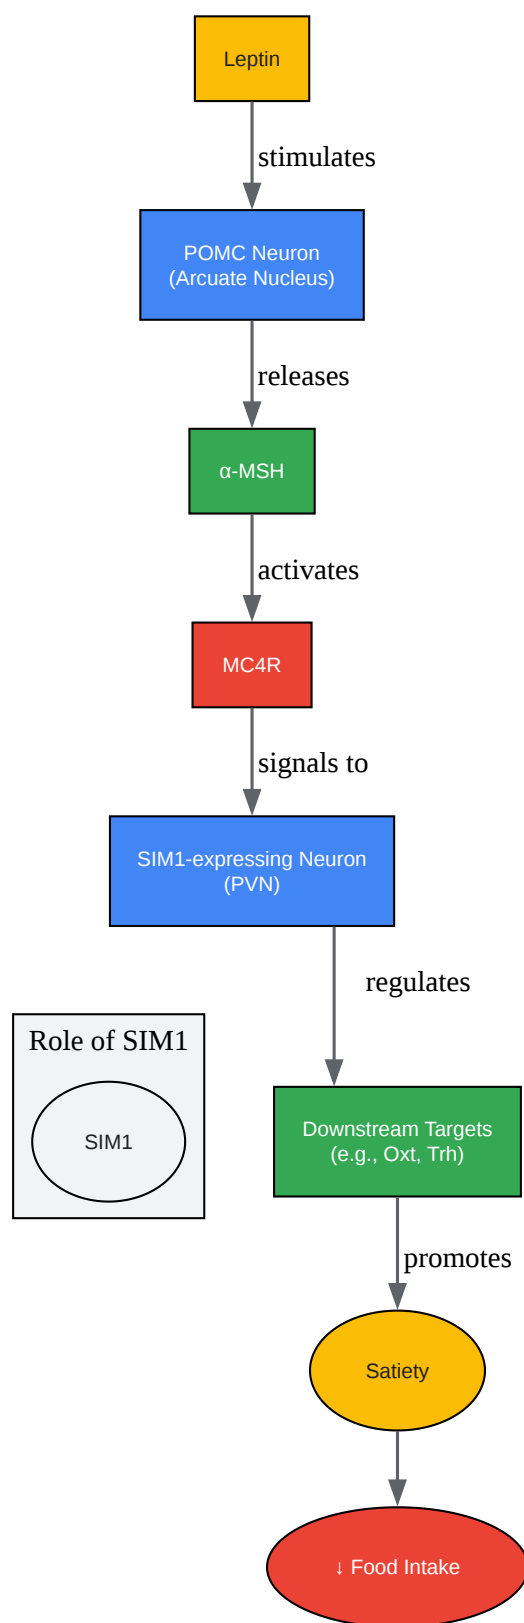 Leptin
stimulates
POMC Neuron
(Arcuate Nucleus)
releases
α-MSH
activates
MC4R
signals to
SIM1-expressing Neuron
(PVN)
regulates
Role of SIM1
SIM1
Downstream Targets
(e.g., Oxt, Trh)
promotes
Satiety
↓ Food Intake